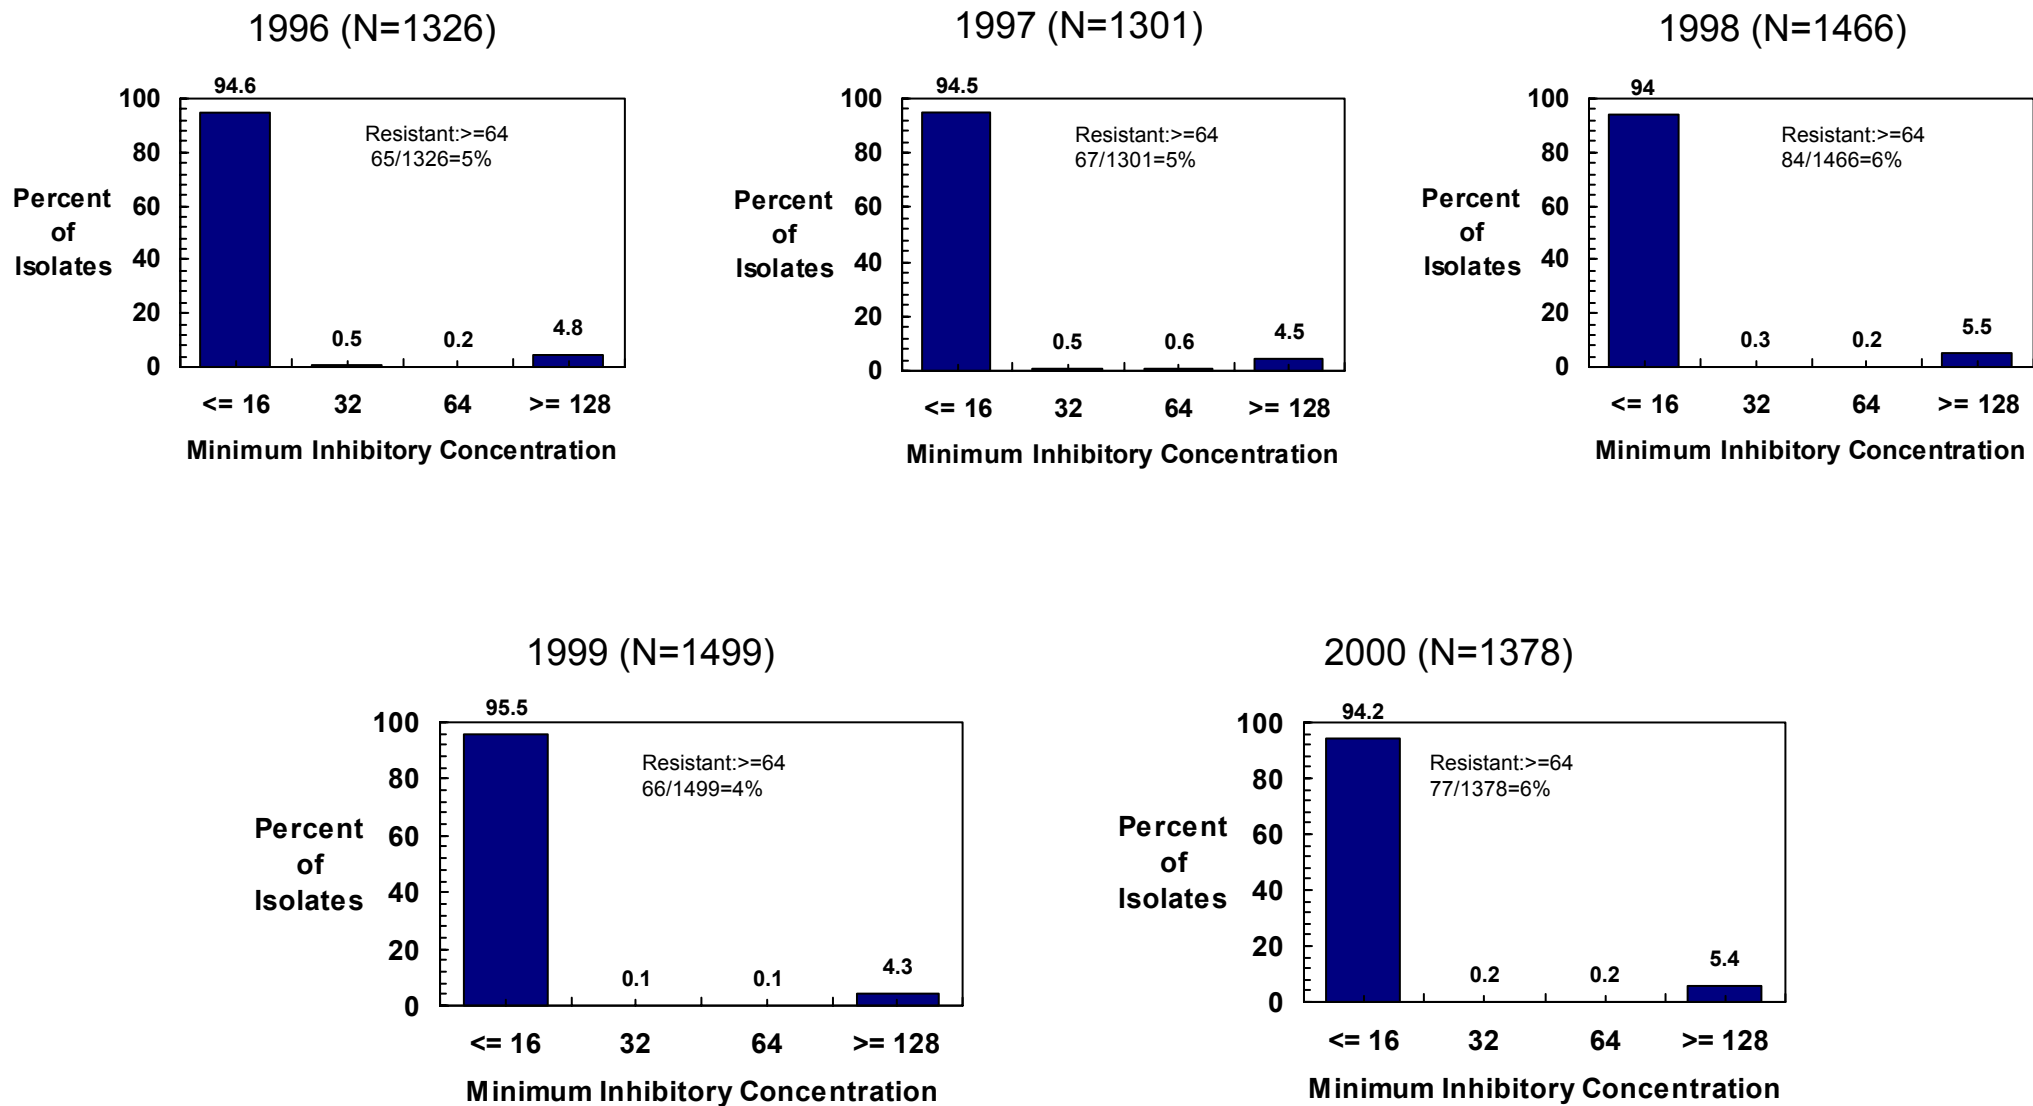 1996 (N=1326)
94.6
100
80
60
40
20
0
Percent
of
Isolates
Resistant:>=64
65/1326=5%
0.5
0.2
4.8
<= 16 32 64 >= 128
Minimum Inhibitory Concentration
1997 (N=1301)
94.5
100
80
60
40
20
0
Percent
of
Isolates
Resistant:>=64
67/1301=5%
0.5
0.6
4.5
<= 16 32 64 >= 128
Minimum Inhibitory Concentration
1998 (N=1466)
94
100
80
60
40
20
0
Percent
of
Isolates
Resistant:>=64
84/1466=6%
0.3
0.2
5.5
<= 16 32 64 >= 128
Minimum Inhibitory Concentration
1999 (N=1499)
95.5
100
80
60
40
20
0
Percent
of
Isolates
Resistant:>=64
66/1499=4%
0.1
0.1
4.3
<= 16 32 64 >= 128
Minimum Inhibitory Concentration
2000 (N=1378)
94.2
100
80
60
40
20
0
Percent
of
Isolates
Resistant:>=64
77/1378=6%
0.2
0.2
5.4
<= 16 32 64 >= 128
Minimum Inhibitory Concentration